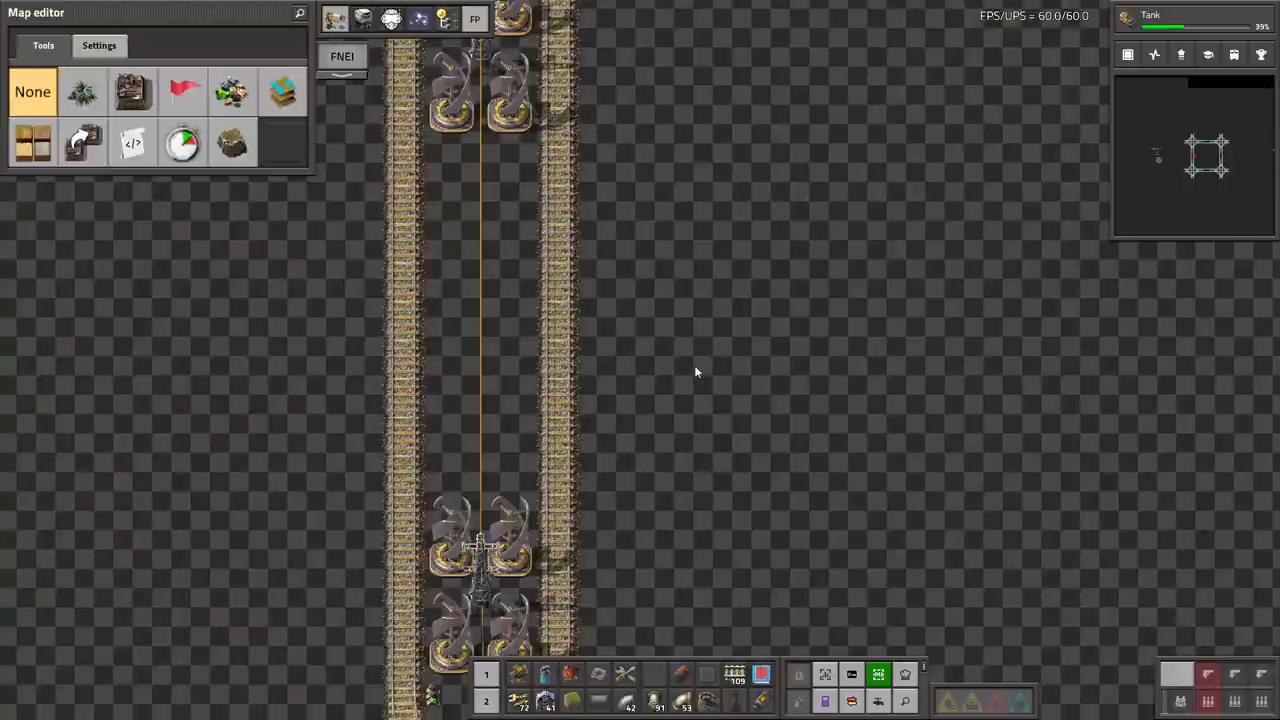 Map editor
FP
FPS/UPS = 60.0/60.0
Tank
39%
Tools
Settings
FNEI
None
</>
1
109
2
72
41
42
91
53